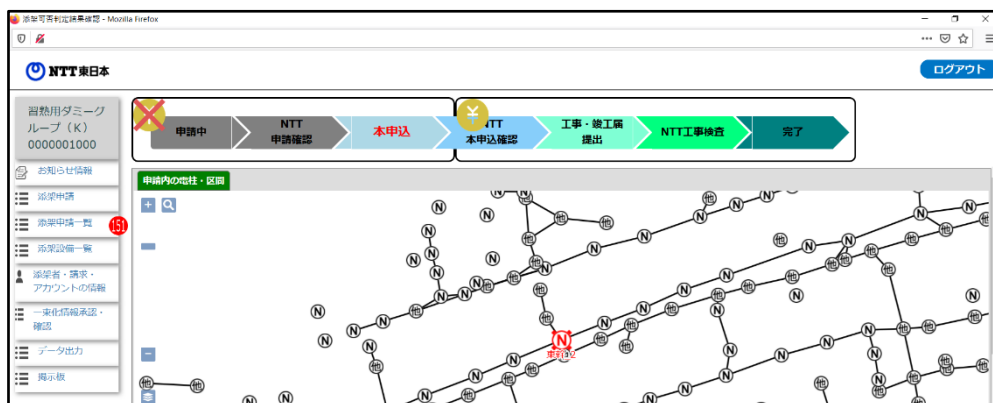 添架可否判定結果確認 - Mozilla Firefox
NTT東日本
ログアウト
習熟用ダミーグ
ループ（K）
0000001000
お知らせ情報
添架申請
添架申請一覧
151
添架設備一覧
添架者・請求・
アカウントの情報
一束化情報承認・
確認
データ出力
掲示板
申請中
NTT
申請確認
本申込
¥
NTT
本申込確認
工事・竣工届
提出
NTT工事検査
完了
申請内の電柱・区間
N
他